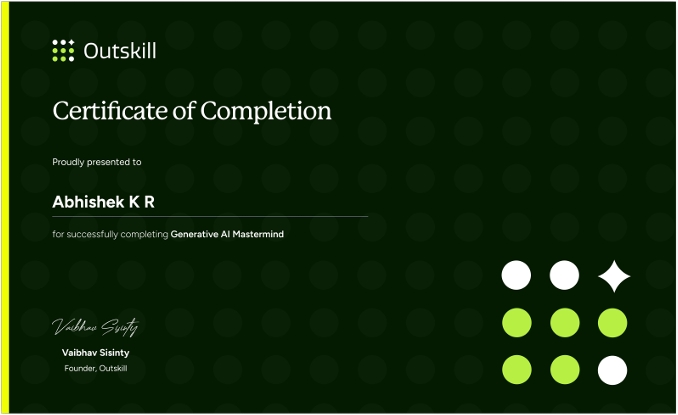 Outskill
Certificate of Completion
Proudly presented to
Abhishek K R
for successfully completing Generative AI Mastermind
Vaibhav Sisinty
Vaibhav Sisinty
Founder, Outskill